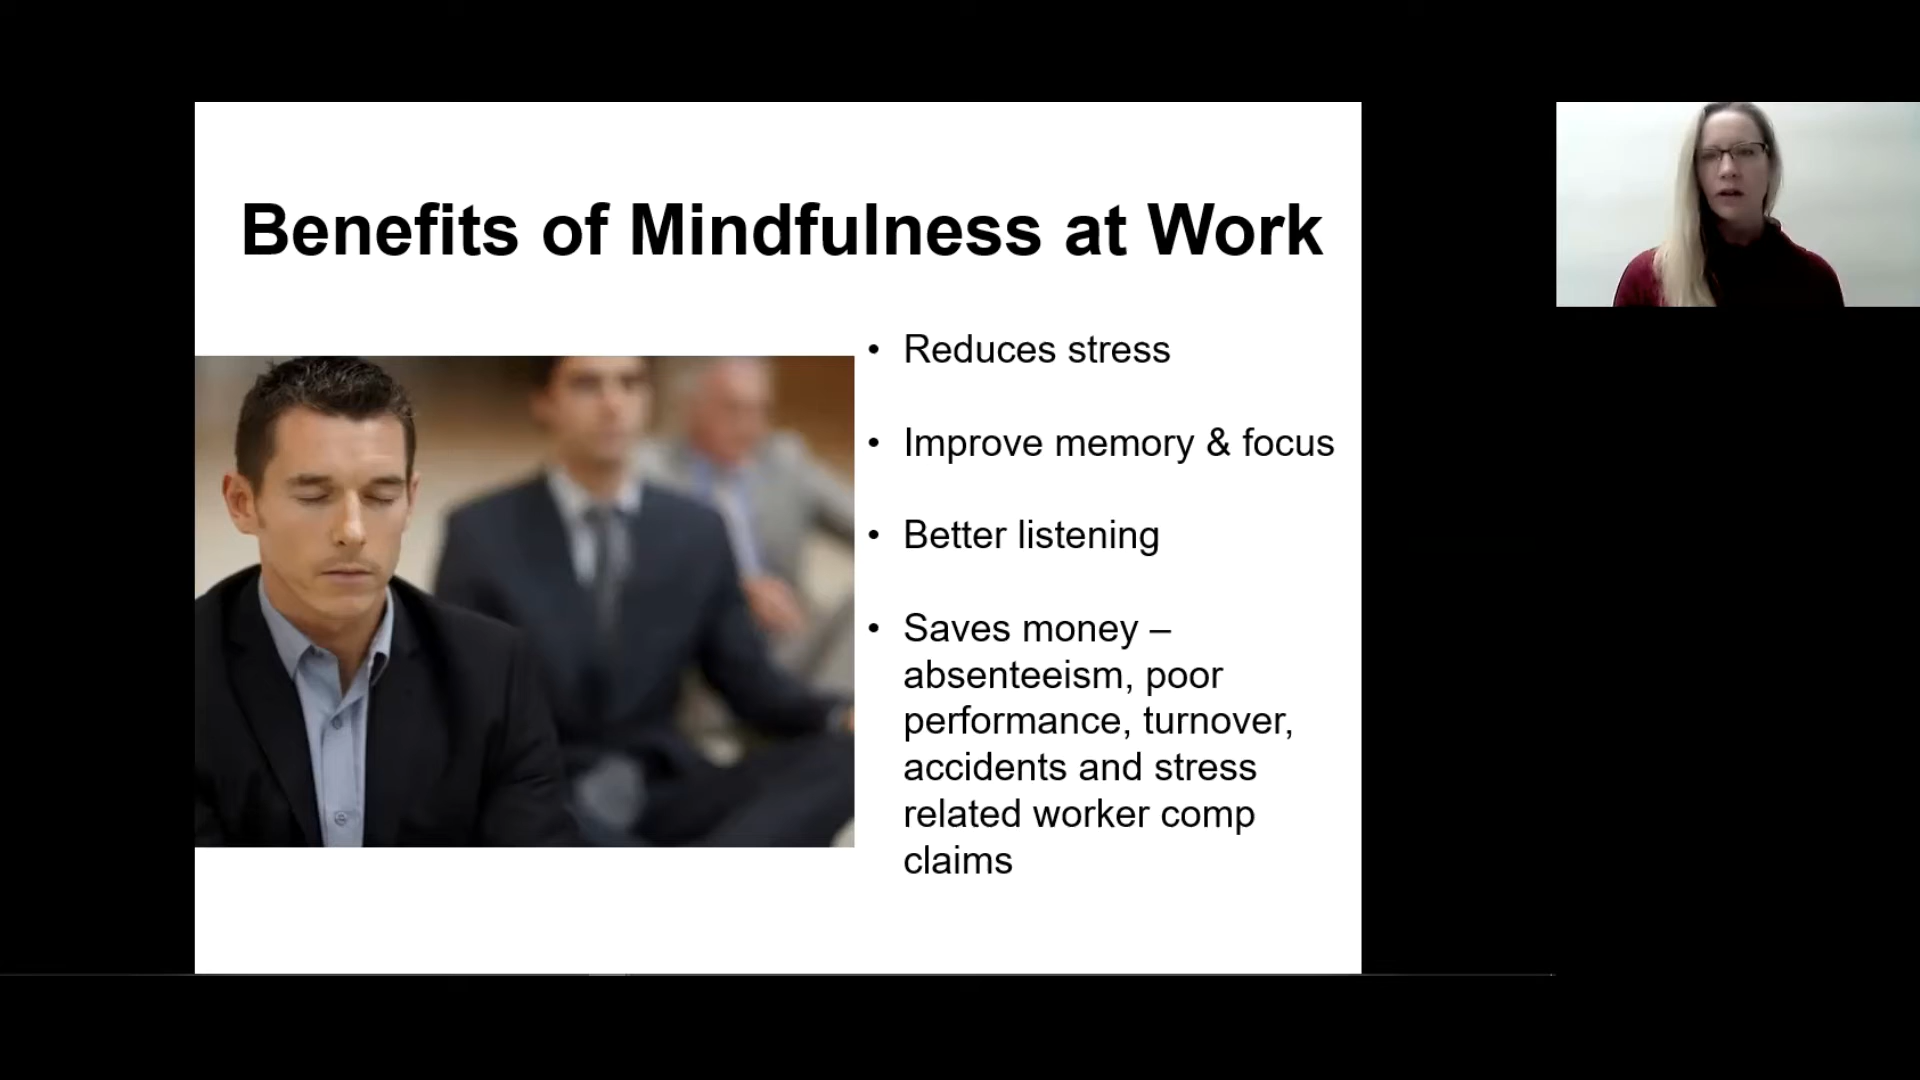 Benefits of Mindfulness at Work
• Reduces stress
• Improve memory & focus
• Better listening
• Saves money –
absenteeism, poor
performance, turnover,
accidents and stress
related worker comp
claims